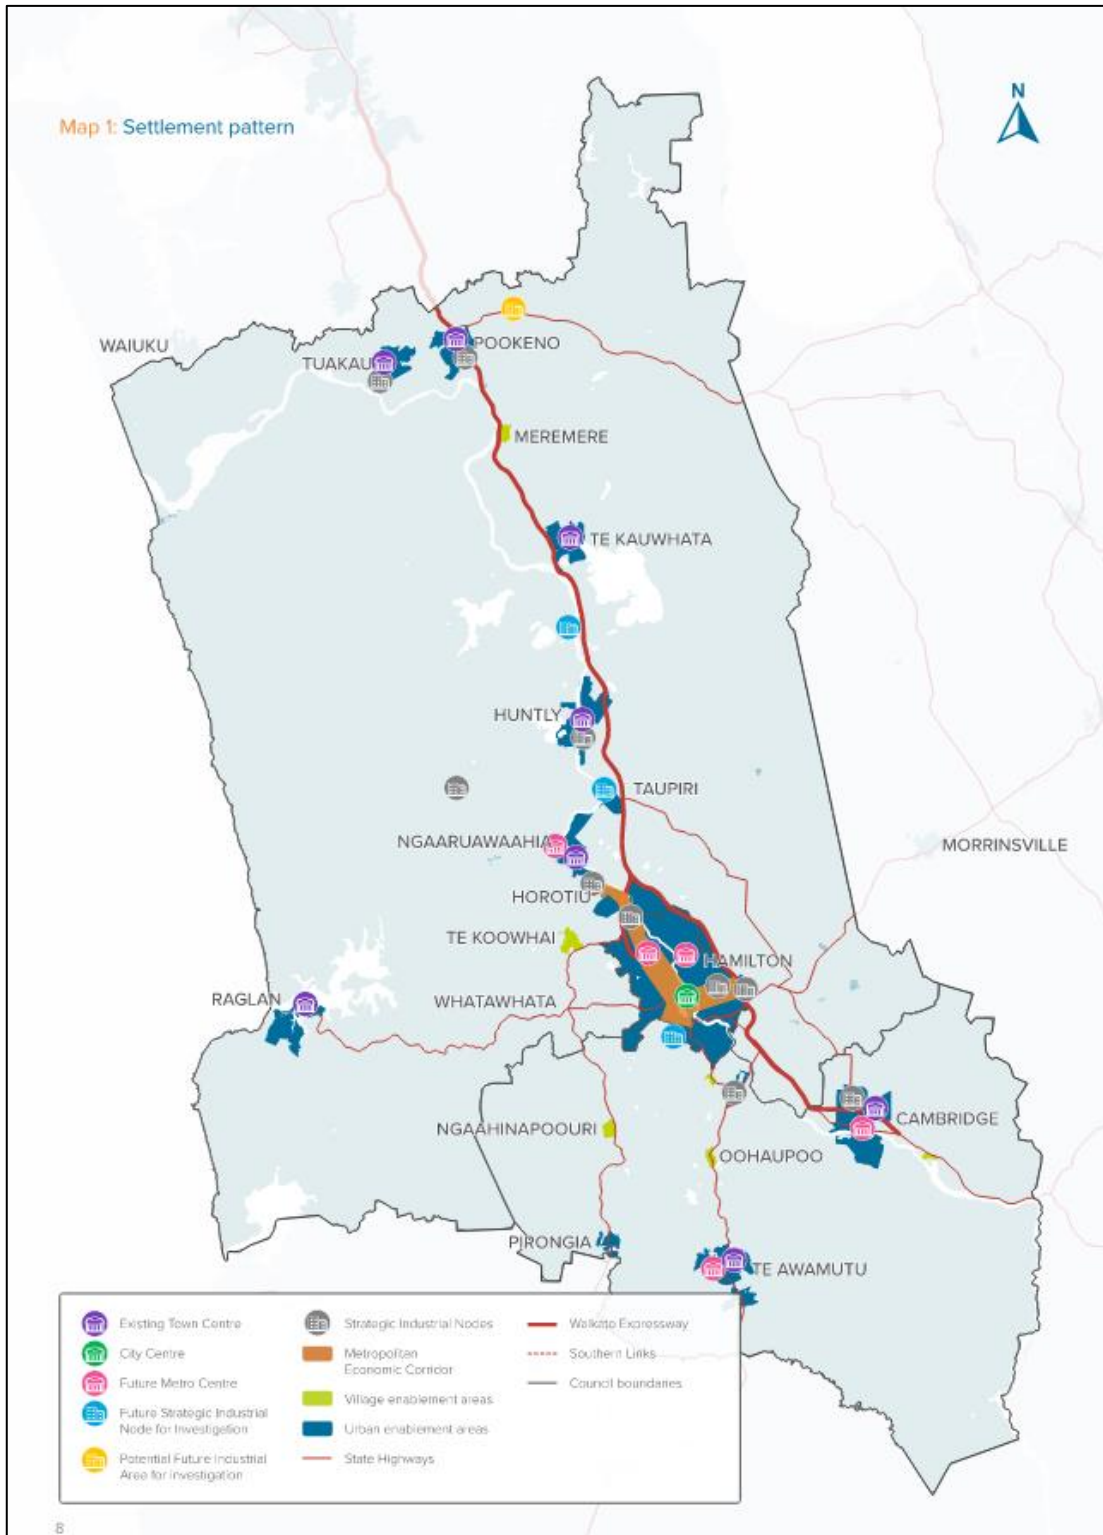 N
Map 1: Settlement pattern
WAIUKU
POOKENO
TUAKAU
MEREMERE
TE KAUWHATA
HUNTLY
TAUPIRI
NGAARUAWAAHIA
MORRINSVILLE
HOROTIU
TE KOOWHAI
HAMILTON
RAGLAN
WHATAWHATA
CAMBRIDGE
NGAAHINAPOOURI
OOHAUPOO
PIRONGIA
TE AWAMUTU
Existing Town Centre
City Centre
Future Metro Centre
Future Strategic Industrial
Node for Investigation
Potential Future Industrial
Area for investigation
Strategic Industrial Nodes
Metropolitan
Economic Corridor
Village enablement areas
Urban enablement areas
State Highways
Waikato Expressway
Southern Links
Council boundaries
8